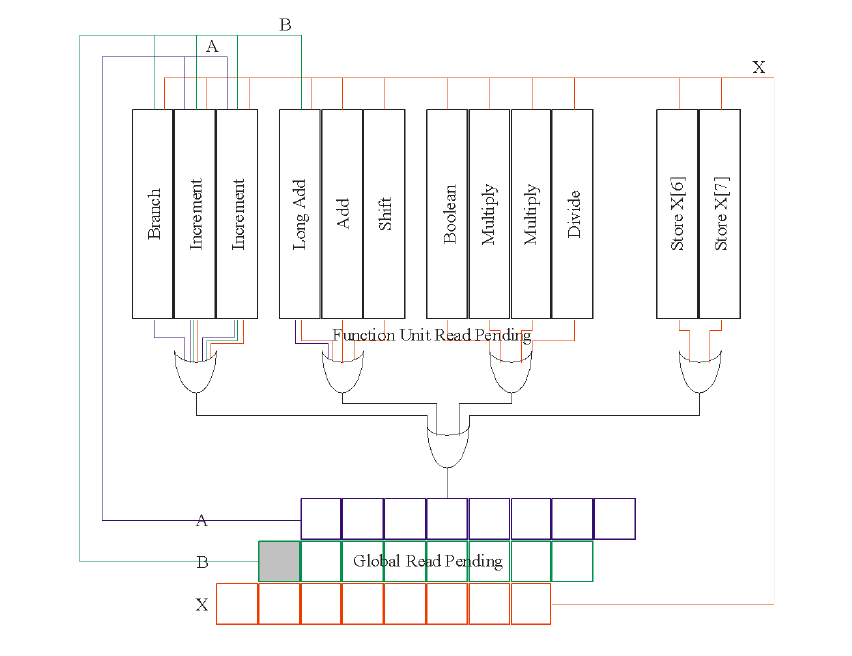 B
A
X
Branch
Increment
Increment
Long Add
Add
Shift
Boolean
Multiply
Multiply
Divide
Store X[6]
Store X[7]
Function Unit Read Pending
A
B
Global Read Pending
X